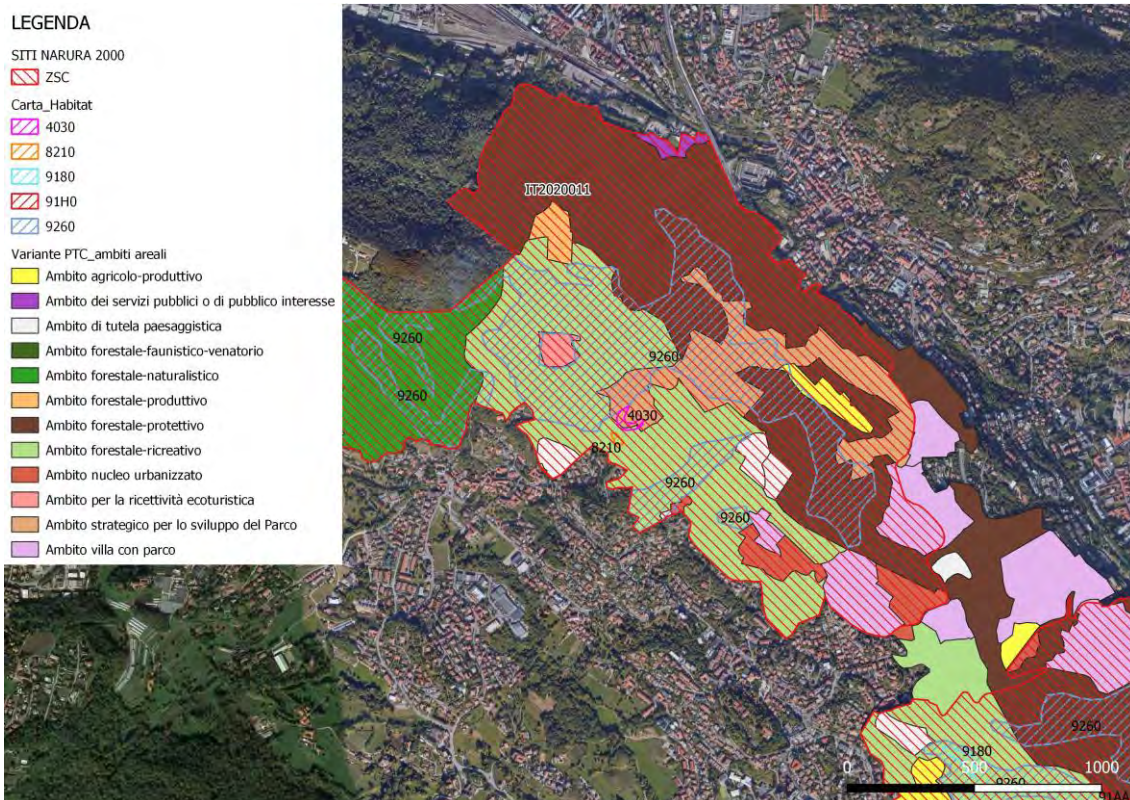 LEGENDA
SITI NARURA 2000
ZSC
Carta_Habitat
4030
8210
9180
91H0
9260
Variante PTC_ambiti areali
Ambito agricolo-produttivo
Ambito dei servizi pubblici o di pubblico interesse
Ambito di tutela paesaggistica
Ambito forestale-faunistico-venatorio
Ambito forestale-naturalistico
Ambito forestale-produttivo
Ambito forestale-protettivo
Ambito forestale-ricreativo
Ambito nucleo urbanizzato
Ambito per la ricettività ecoturistica
Ambito strategico per lo sviluppo del Parco
Ambito villa con parco
IT2020011
9260
9260
9260
4030
8210
9260
9260
9260
9180
9260
91AA
0 500 1000